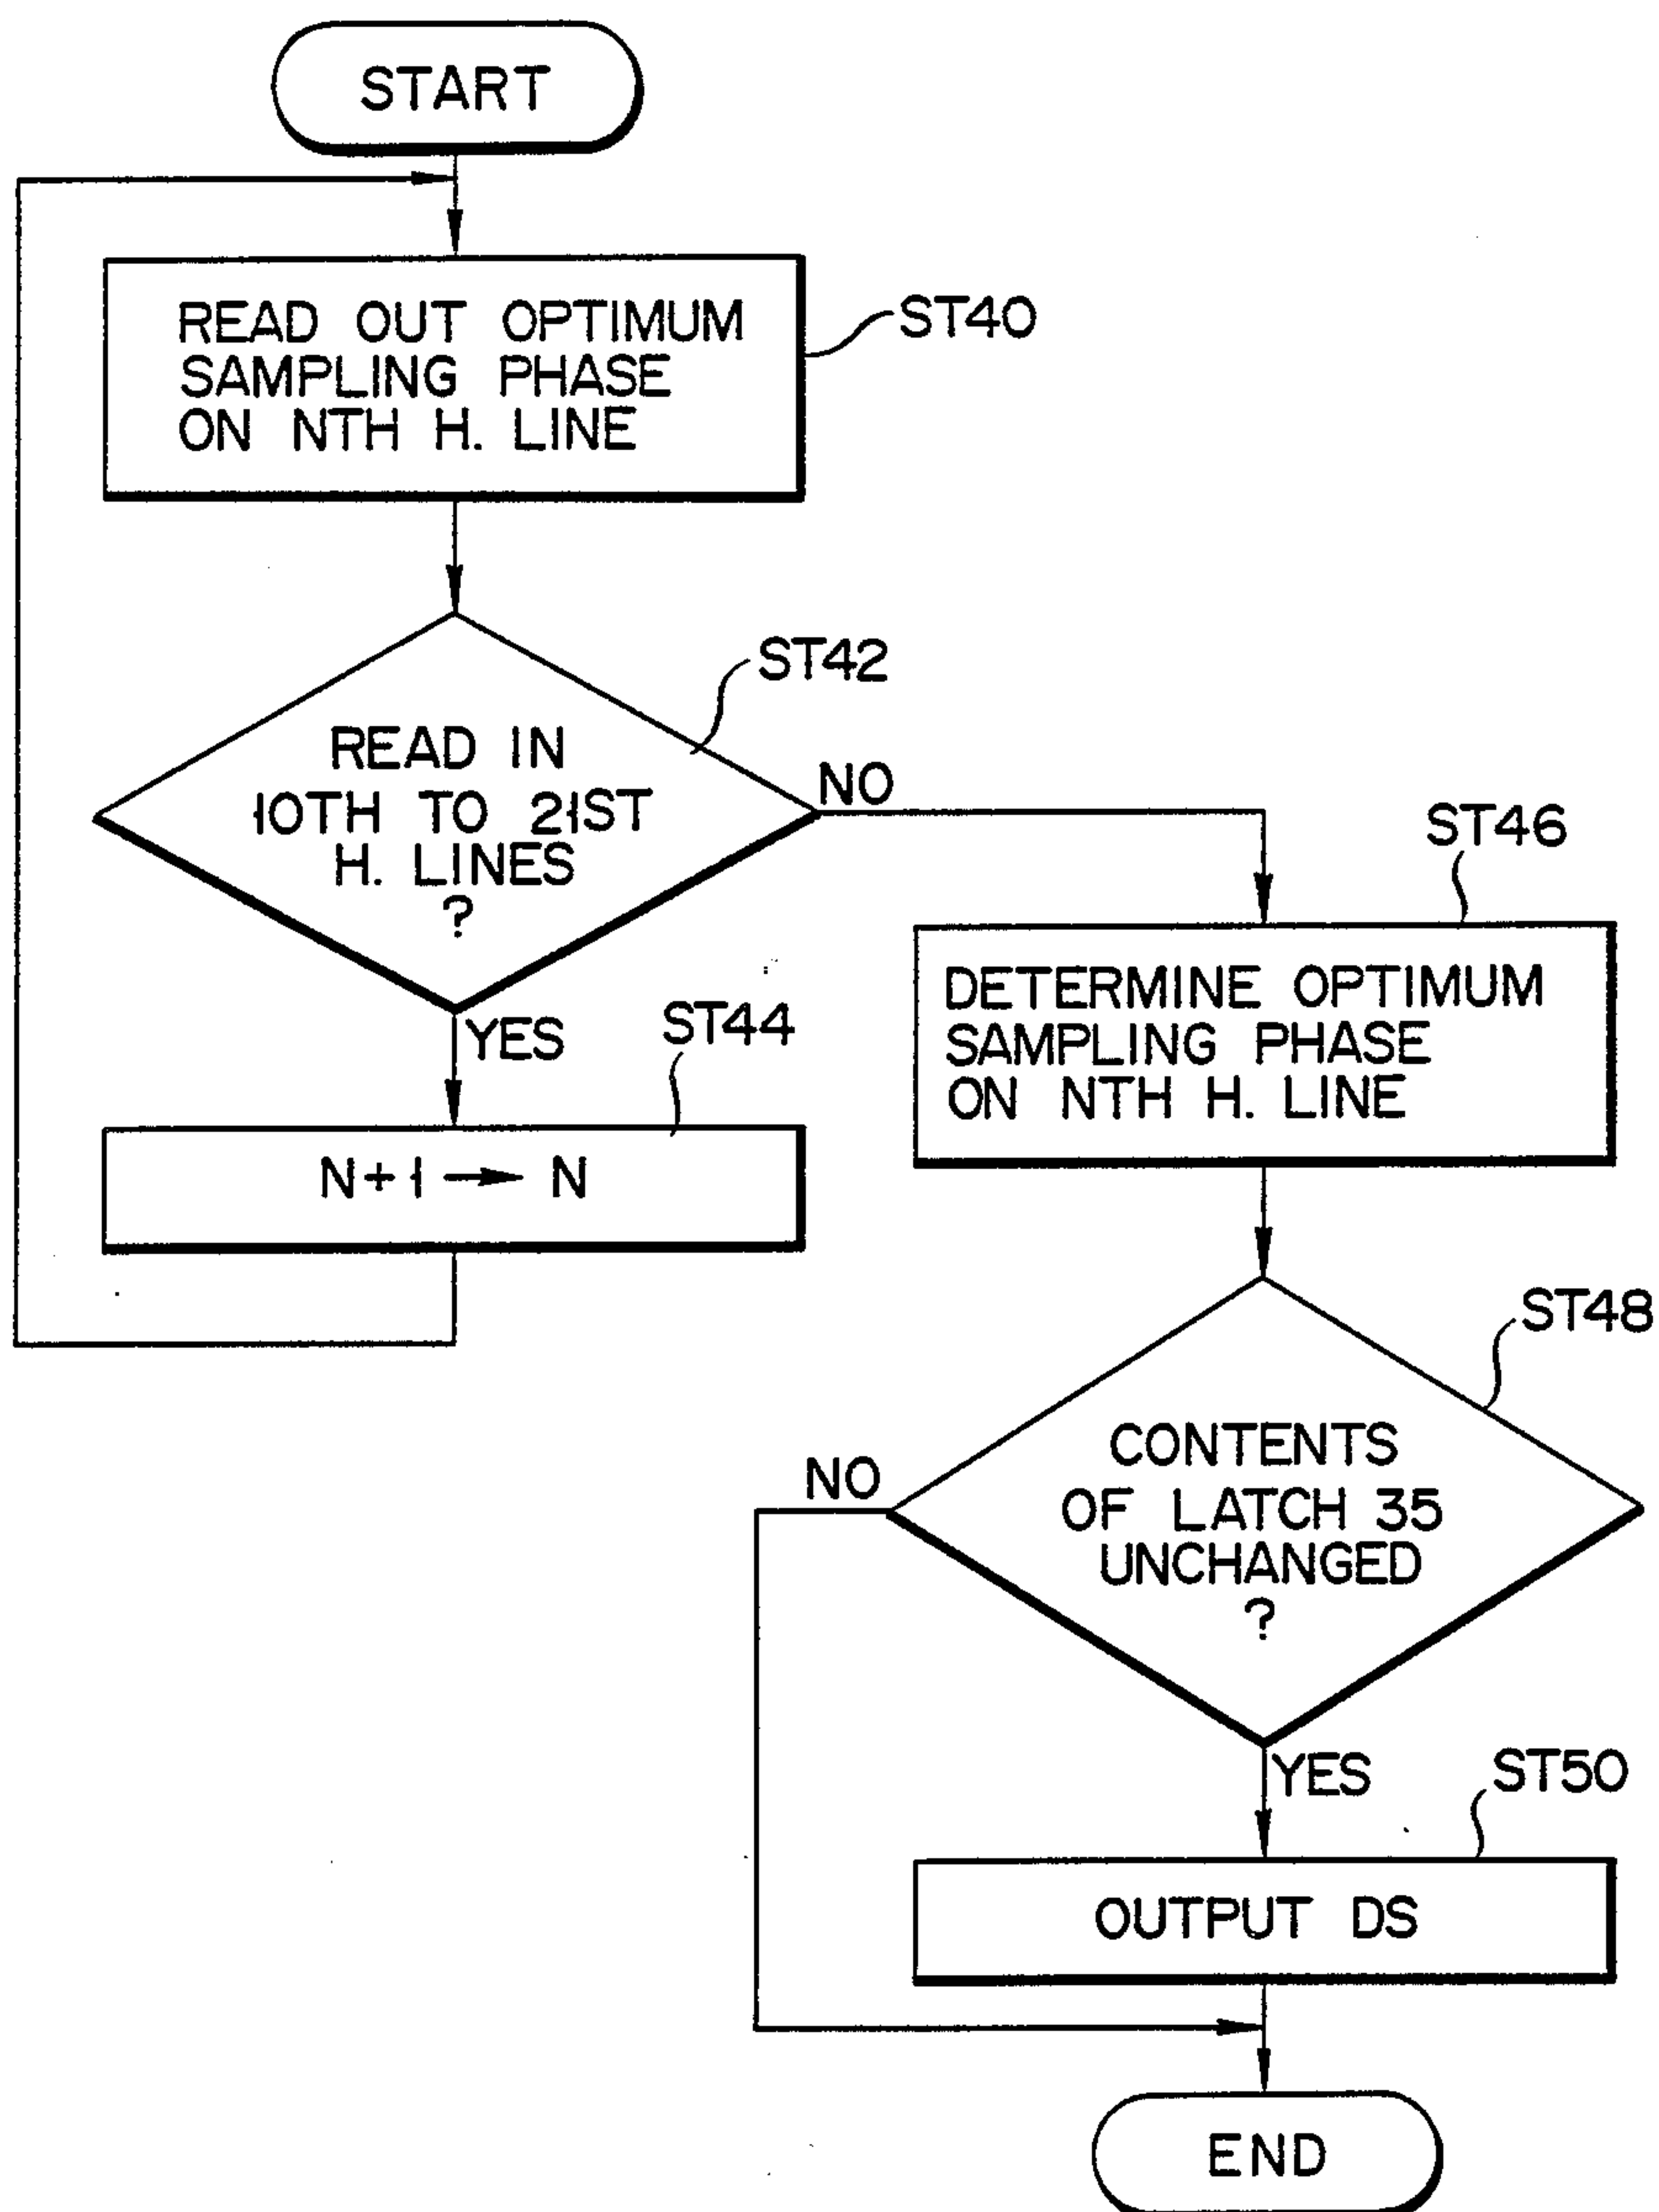 START
READ OUT OPTIMUM
SAMPLING PHASE
ON NTH H. LINE
ST40
READ IN
10TH TO 21ST
H. LINES
?
ST42
NO
YES
ST44
N+1 → N
ST46
DETERMINE OPTIMUM
SAMPLING PHASE
ON NTH H. LINE
ST48
CONTENTS
OF LATCH 35
UNCHANGED
?
NO
YES
ST50
OUTPUT DS
END